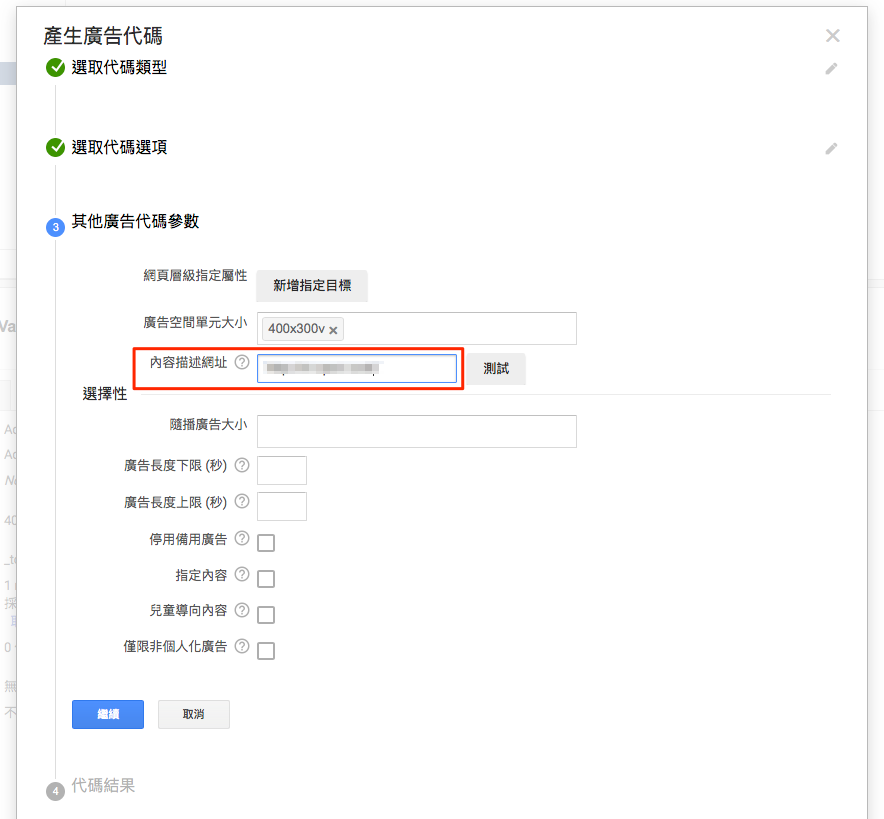 產生廣告代碼
選取代碼類型
選取代碼選項
3 其他廣告代碼參數
網頁層級指定屬性 新增指定目標
廣告空間單元大小 400x300v ×
內容描述網址 ? 測試
選擇性
隨播廣告大小
廣告長度下限 (秒) ?
廣告長度上限 (秒) ?
停用備用廣告 ?
指定內容 ?
兒童導向內容 ?
僅限非個人化廣告 ?
繼續 取消
4 代碼結果